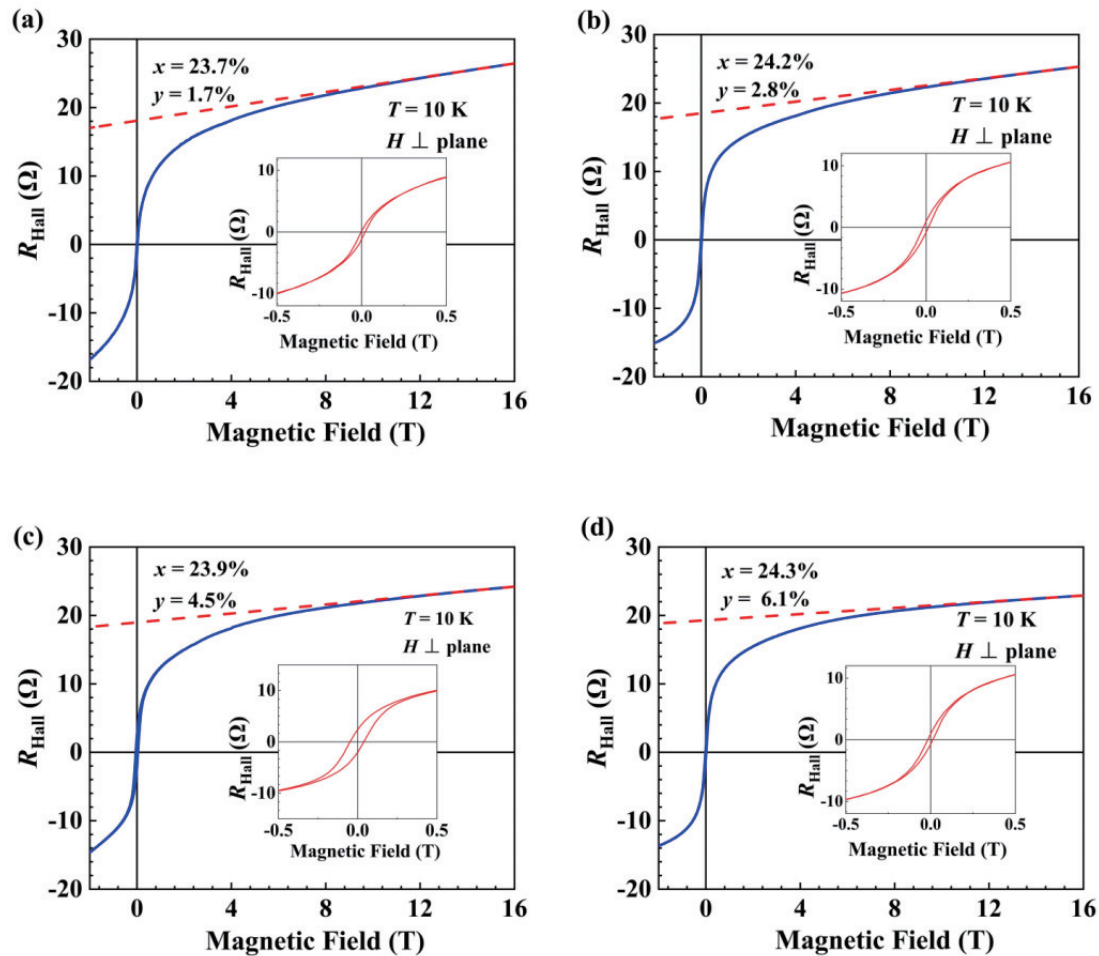 (a)
30
20
10
0
-10
-20
R_Hall (Ω)
x = 23.7%
y = 1.7%
T = 10 K
H ⊥ plane
10
0
-10
R_Hall (Ω)
-0.5 0.0 0.5
Magnetic Field (T)
0 4 8 12 16
Magnetic Field (T)
(b)
30
20
10
0
-10
-20
R_Hall (Ω)
x = 24.2%
y = 2.8%
T = 10 K
H ⊥ plane
10
0
-10
R_Hall (Ω)
-0.5 0.0 0.5
Magnetic Field (T)
0 4 8 12 16
Magnetic Field (T)
(c)
30
20
10
0
-10
-20
R_Hall (Ω)
x = 23.9%
y = 4.5%
T = 10 K
H ⊥ plane
10
0
-10
R_Hall (Ω)
-0.5 0.0 0.5
Magnetic Field (T)
0 4 8 12 16
Magnetic Field (T)
(d)
30
20
10
0
-10
-20
R_Hall (Ω)
x = 24.3%
y = 6.1%
T = 10 K
H ⊥ plane
10
0
-10
R_Hall (Ω)
-0.5 0.0 0.5
Magnetic Field (T)
0 4 8 12 16
Magnetic Field (T)